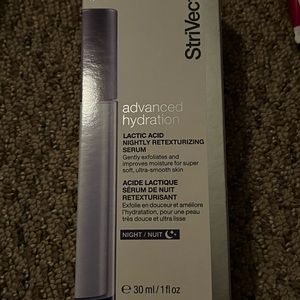 StriVec
advanced
hydration
LACTIC ACID
NIGHTLY RETEXTURIZING
SERUM
Gently exfoliates and
improves moisture for super
soft, ultra-smooth skin
ACIDE LACTIQUE
SÉRUM DE NUIT
RETEXTURISANT
Exfolie en douceur et améliore
l'hydratation, pour une peau
très douce et ultra lisse
NIGHT / NUIT
℮ 30 ml / 1 fl oz